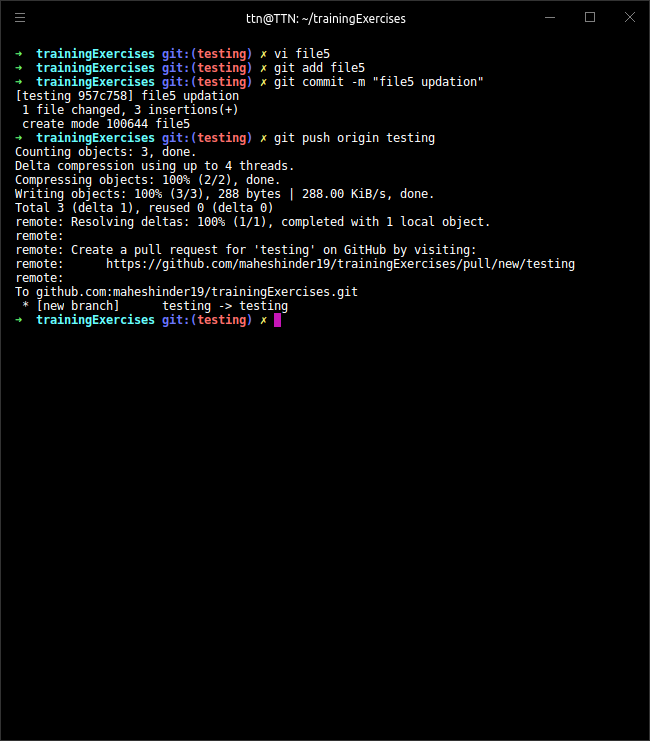 ttn@TTN: ~/trainingExercises
➜  trainingExercises git:(testing) ✗ vi file5
➜  trainingExercises git:(testing) ✗ git add file5
➜  trainingExercises git:(testing) ✗ git commit -m "file5 updation"
[testing 957c758] file5 updation
 1 file changed, 3 insertions(+)
 create mode 100644 file5
➜  trainingExercises git:(testing) ✗ git push origin testing
Counting objects: 3, done.
Delta compression using up to 4 threads.
Compressing objects: 100% (2/2), done.
Writing objects: 100% (3/3), 288 bytes | 288.00 KiB/s, done.
Total 3 (delta 1), reused 0 (delta 0)
remote: Resolving deltas: 100% (1/1), completed with 1 local object.
remote:
remote: Create a pull request for 'testing' on GitHub by visiting:
remote:      https://github.com/maheshinder19/trainingExercises/pull/new/testing
remote:
To github.com:maheshinder19/trainingExercises.git
 * [new branch]      testing -> testing
➜  trainingExercises git:(testing) ✗